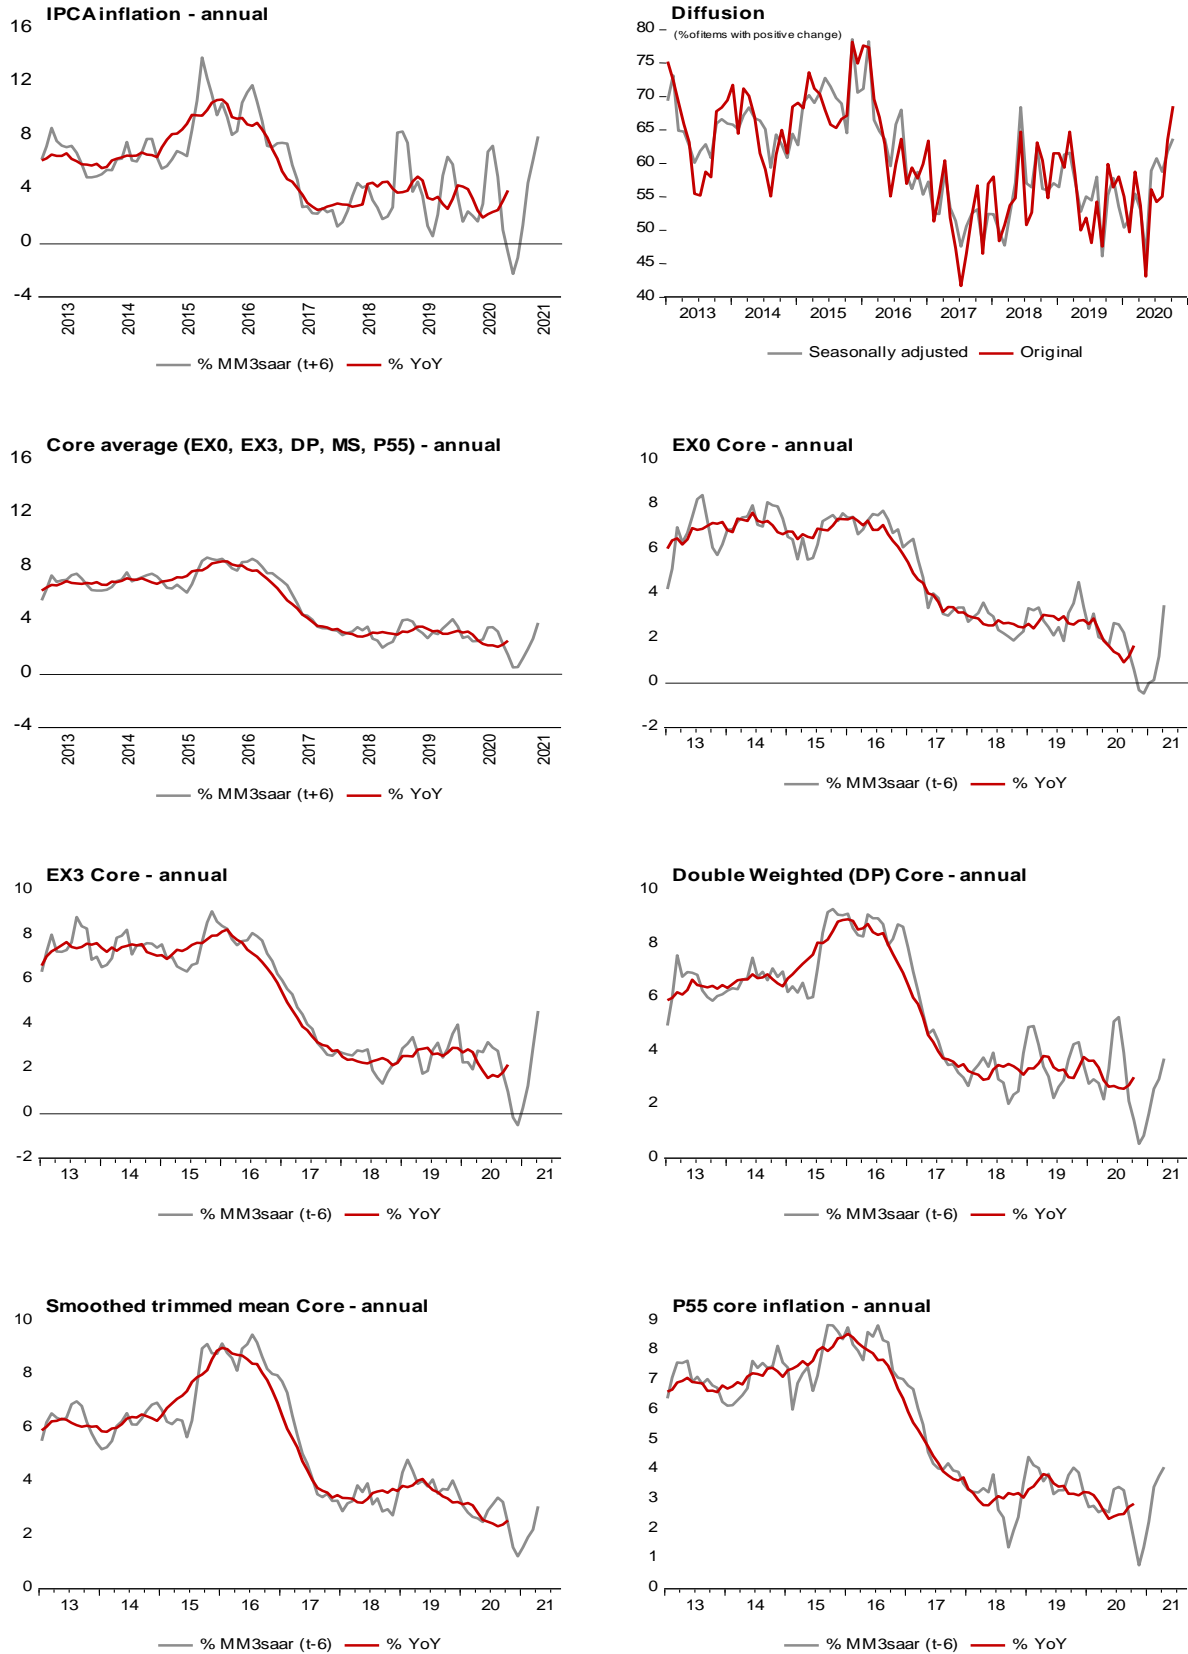 IPCA inflation - annual
16
12
8
4
0
-4
2013 2014 2015 2016 2017 2018 2019 2020 2021
% MM3saar (t+6) % YoY
Diffusion
(% of items with positive change)
80
75
70
65
60
55
50
45
40
2013 2014 2015 2016 2017 2018 2019 2020
Seasonally adjusted Original
Core average (EX0, EX3, DP, MS, P55) - annual
16
12
8
4
0
-4
2013 2014 2015 2016 2017 2018 2019 2020 2021
% MM3saar (t+6) % YoY
EX0 Core - annual
10
8
6
4
2
0
-2
13 14 15 16 17 18 19 20 21
% MM3saar (t-6) % YoY
EX3 Core - annual
10
8
6
4
2
0
-2
13 14 15 16 17 18 19 20 21
% MM3saar (t-6) % YoY
Double Weighted (DP) Core - annual
10
8
6
4
2
0
13 14 15 16 17 18 19 20 21
% MM3saar (t-6) % YoY
Smoothed trimmed mean Core - annual
10
8
6
4
2
0
13 14 15 16 17 18 19 20 21
% MM3saar (t-6) % YoY
P55 core inflation - annual
9
8
7
6
5
4
3
2
1
0
13 14 15 16 17 18 19 20 21
% MM3saar (t-6) % YoY